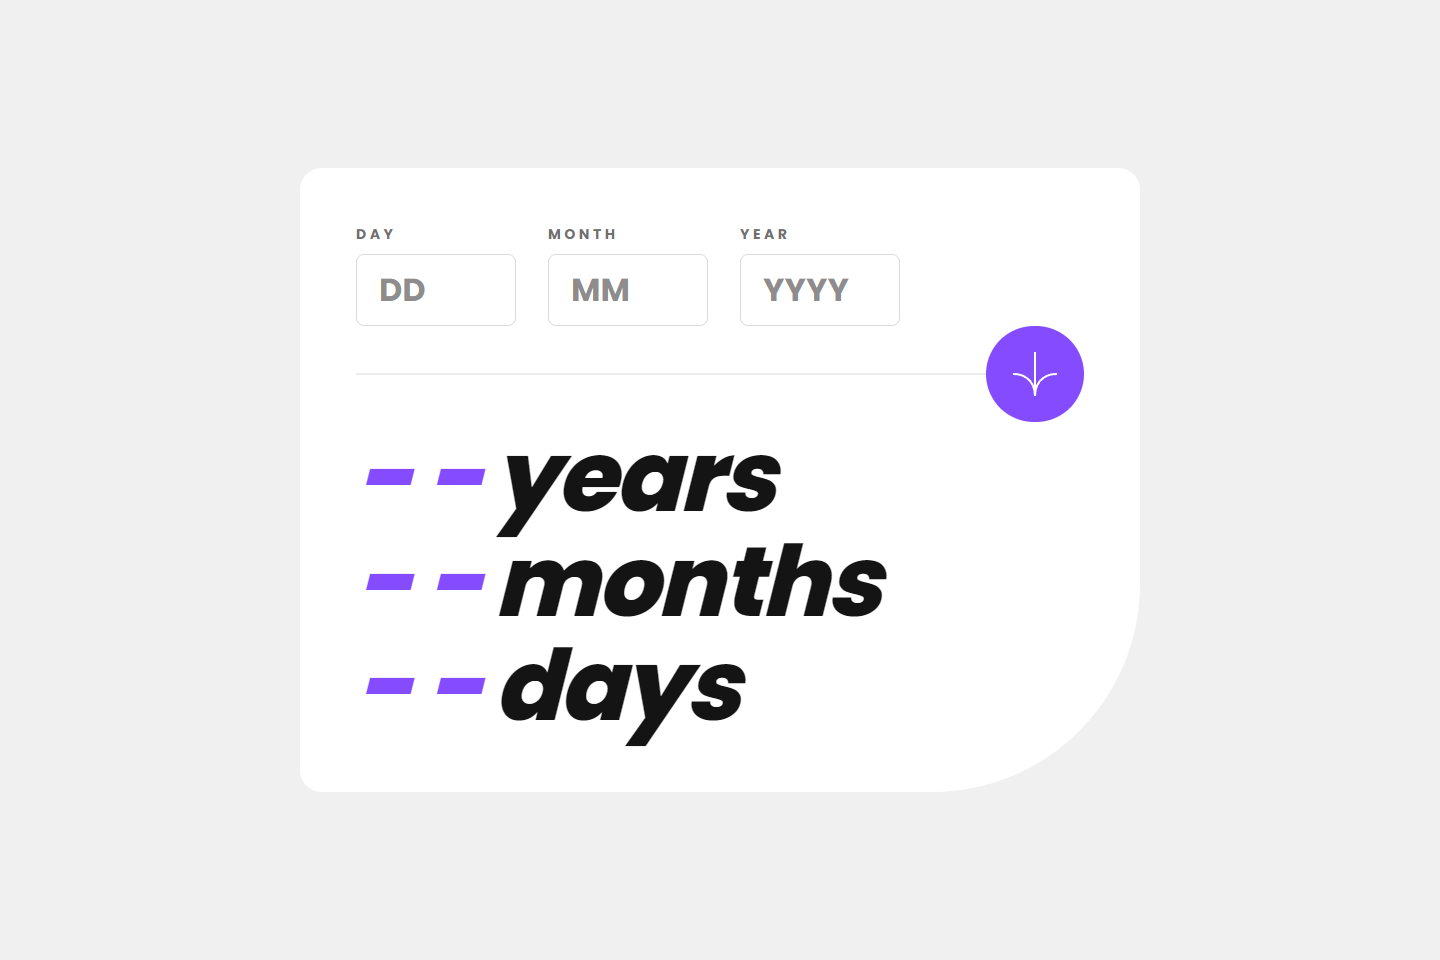 DAY MONTH YEAR
DD MM YYYY
- - years
- - months
- - days